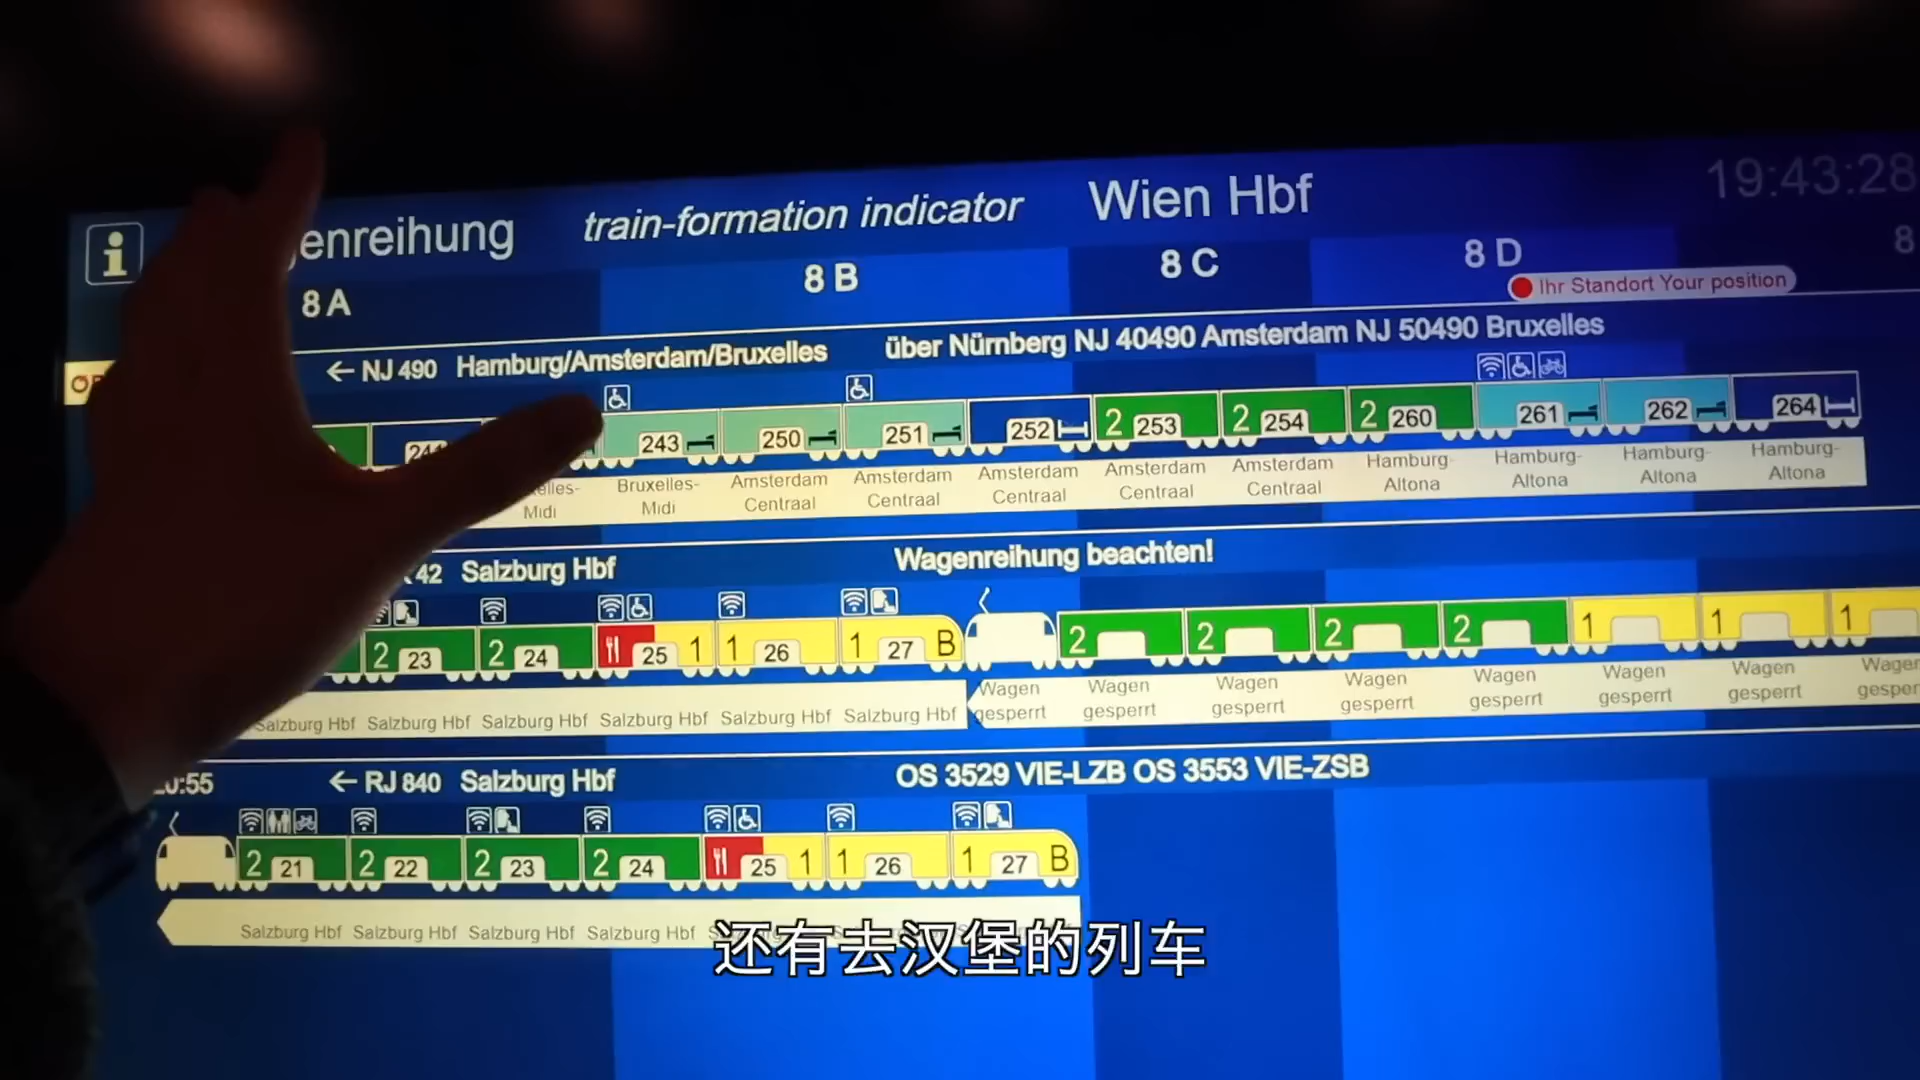 train-formation indicator Wien Hbf 19:43:28
8 A 8 B 8 C 8 D
Ihr Standort Your position
← NJ 490 Hamburg/Amsterdam/Bruxelles über Nürnberg NJ 40490 Amsterdam NJ 50490 Bruxelles
243 250 251 252 2 253 2 254 2 260 261 262 264
Midi Bruxelles-Midi Amsterdam Centraal Amsterdam Centraal Amsterdam Centraal Amsterdam Centraal Amsterdam Centraal Hamburg-Altona Hamburg-Altona Hamburg-Altona Hamburg-Altona
42 Salzburg Hbf Wagenreihung beachten!
2 23 2 24 25 1 1 26 1 27 B 2 2 2 2 1 1 1
Salzburg Hbf Salzburg Hbf Salzburg Hbf Salzburg Hbf Salzburg Hbf Salzburg Hbf Wagen gesperrt Wagen gesperrt Wagen gesperrt Wagen gesperrt Wagen gesperrt Wagen gesperrt Wagen gesperrt
:55 ← RJ 840 Salzburg Hbf OS 3529 VIE-LZB OS 3553 VIE-ZSB
2 21 2 22 2 23 2 24 25 1 1 26 1 27 B
Salzburg Hbf Salzburg Hbf Salzburg Hbf Salzburg Hbf
还有去汉堡的列车